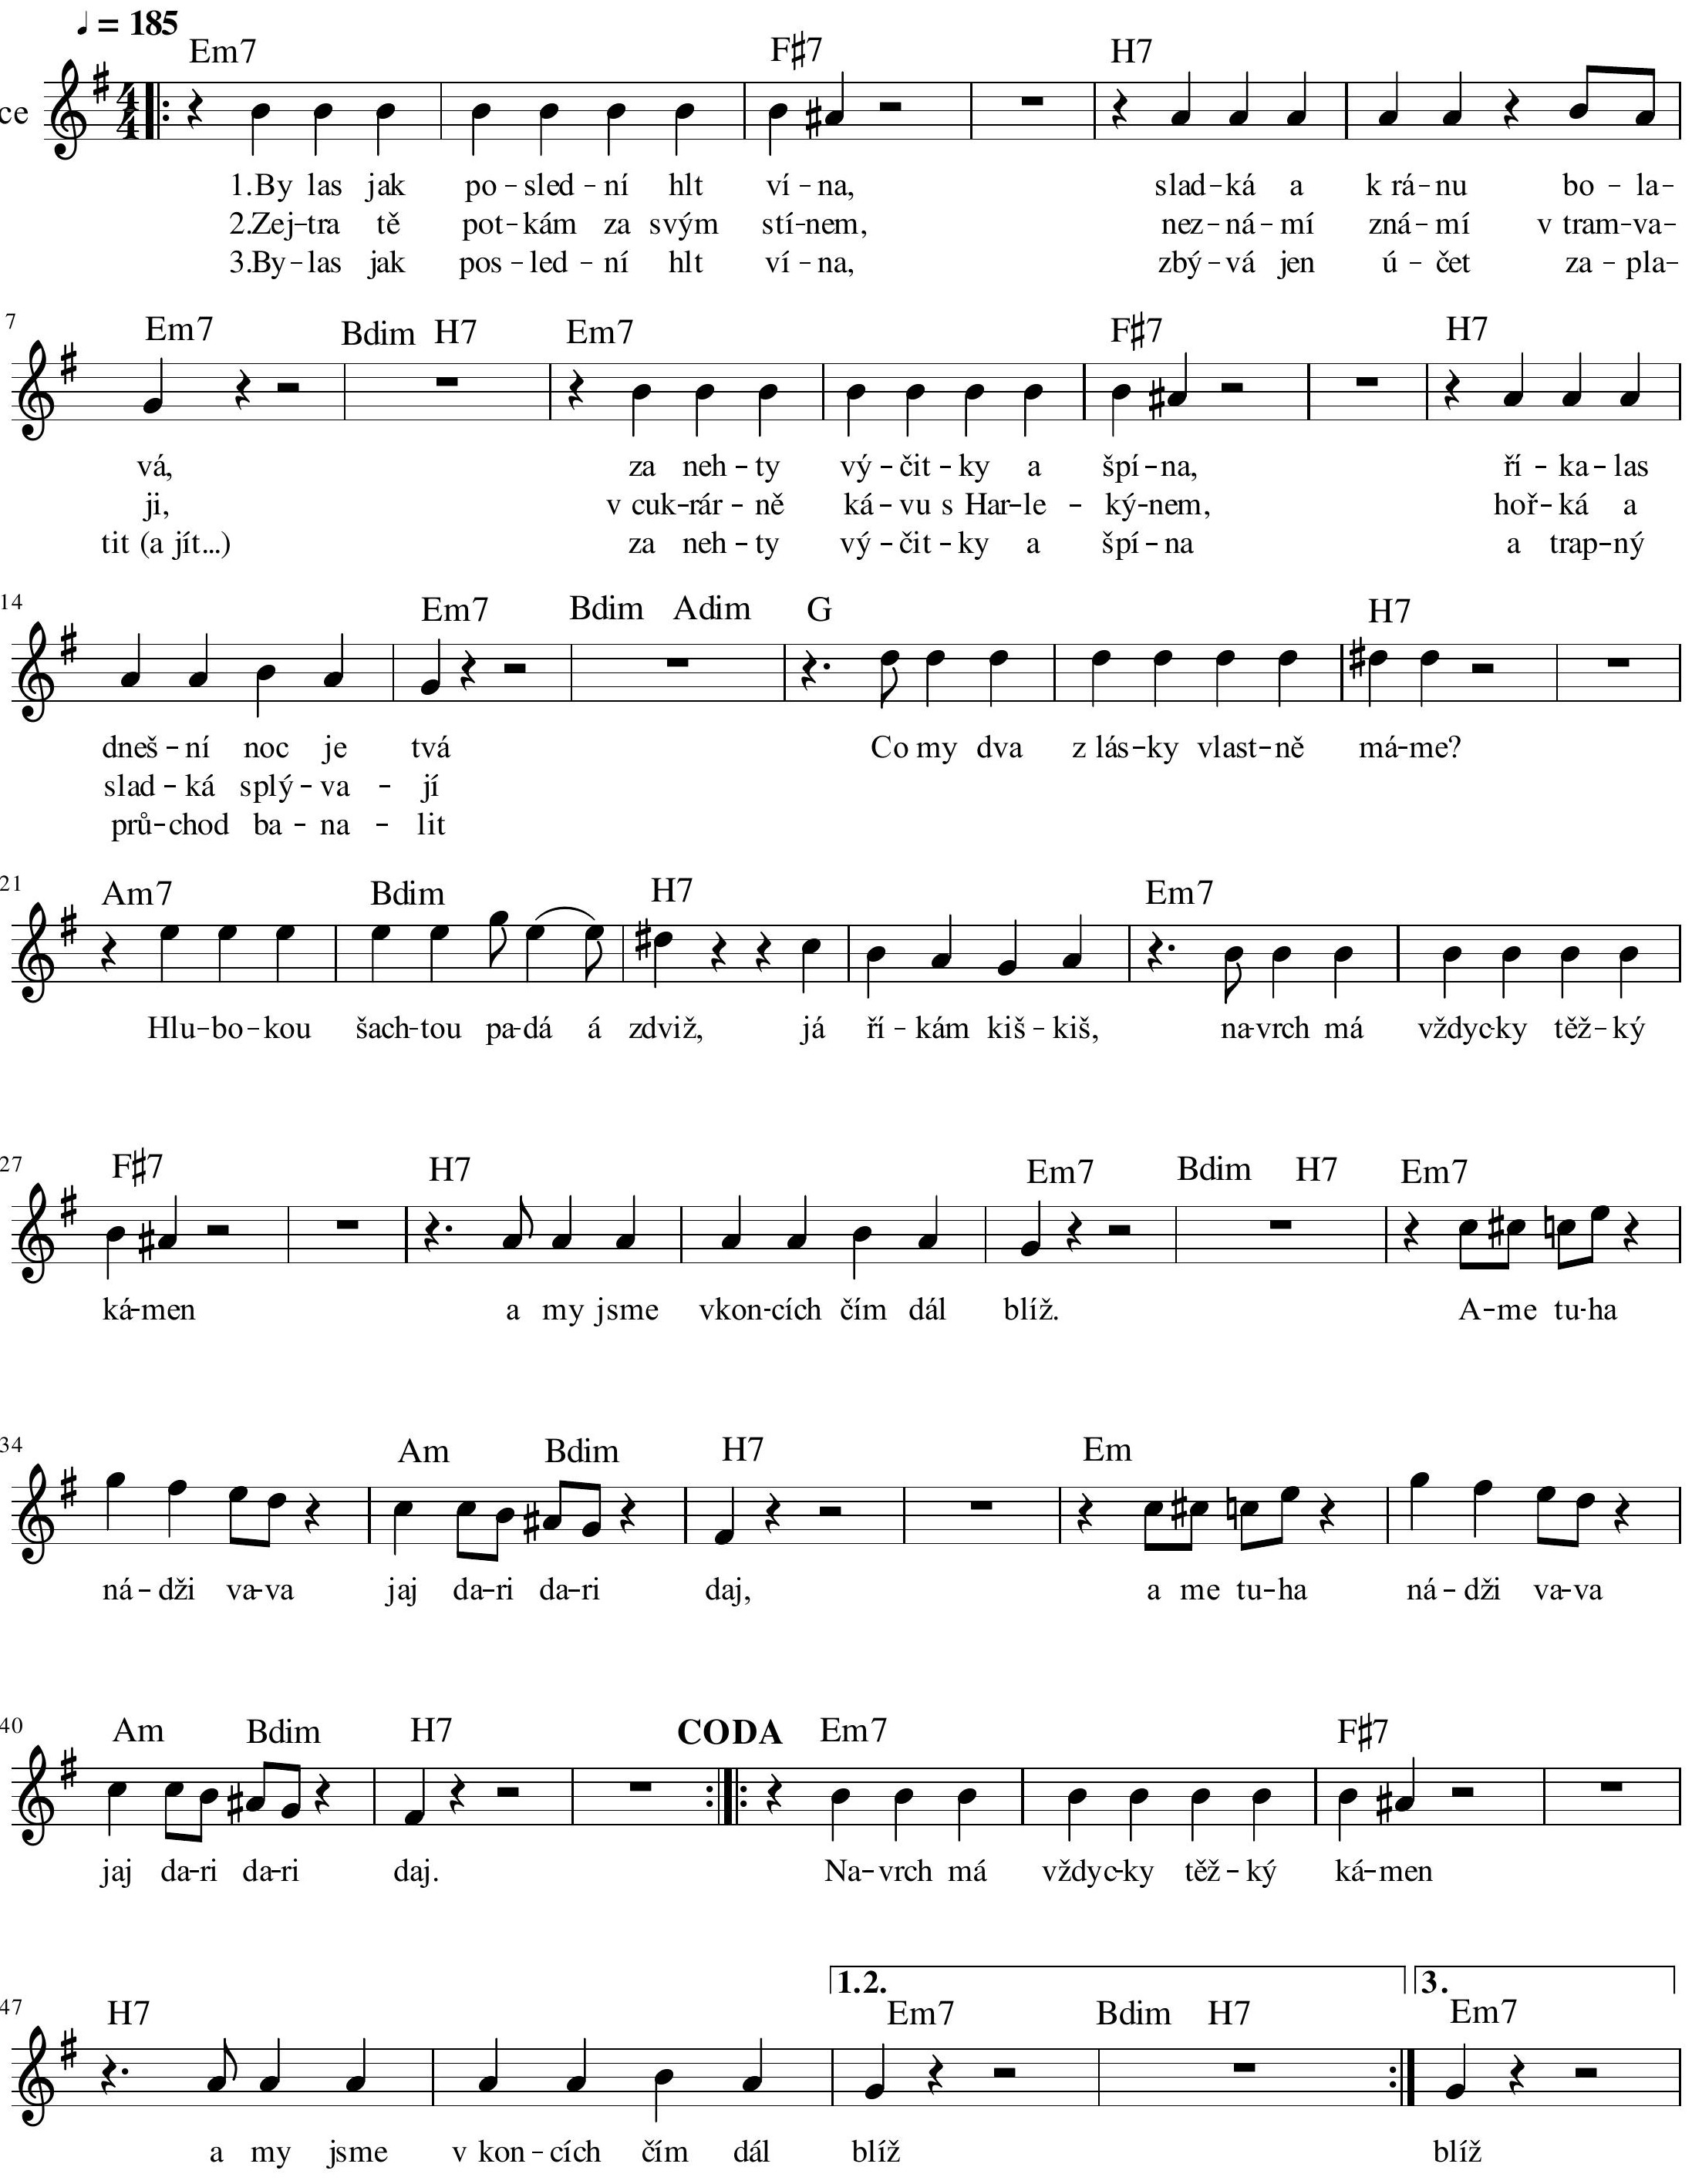 ♩ = 185
Em7 F♯7 H7
ce
4
4
1.By las jak po - sled - ní hlt ví - na, slad - ká a k rá - nu bo - la -
2.Zej - tra tě pot - kám za svým stí - nem, nez - ná - mí zná - mí v tram - va -
3.By - las jak pos - led - ní hlt ví - na, zbý - vá jen ú - čet za - pla -
7
Em7 Bdim H7 Em7 F♯7 H7
vá, za neh - ty vý - čit - ky a špí - na, ří - ka - las
ji, v cuk - rár - ně ká - vu s Har - le - ký - nem, hoř - ká a
tit (a jít...) za neh - ty vý - čit - ky a špí - na a trap - ný
14
Em7 Bdim Adim G H7
dneš - ní noc je tvá Co my dva z lás - ky vlast - ně má - me?
slad - ká splý - va - jí
prů - chod ba - na - lit
21
Am7 Bdim H7 Em7
Hlu - bo - kou šach - tou pa - dá á zdviž, já ří - kám kiš - kiš, na - vrch má vždyc - ky těž - ký
27
F♯7 H7 Em7 Bdim H7 Em7
ká - men a my jsme vkon - cích čím dál blíž. A - me tu - ha
34
Am Bdim H7 Em
ná - dži va - va jaj da - ri da - ri daj, a me tu - ha ná - dži va - va
40
Am Bdim H7 CODA Em7 F♯7
jaj da - ri da - ri daj. Na - vrch má vždyc - ky těž - ký ká - men
1.2. 3.
47
H7 Em7 Bdim H7 Em7
a my jsme v kon - cích čím dál blíž blíž